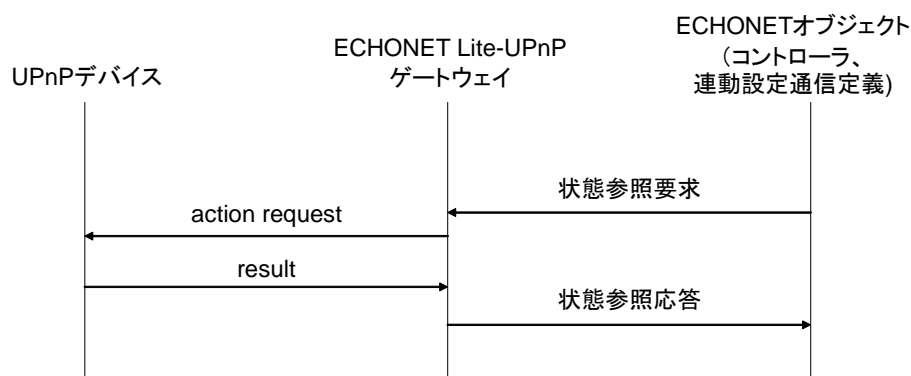 UPnPデバイス
ECHONET Lite-UPnP
ゲートウェイ
ECHONETオブジェクト
(コントローラ、
連動設定通信定義)
状態参照要求
action request
result
状態参照応答